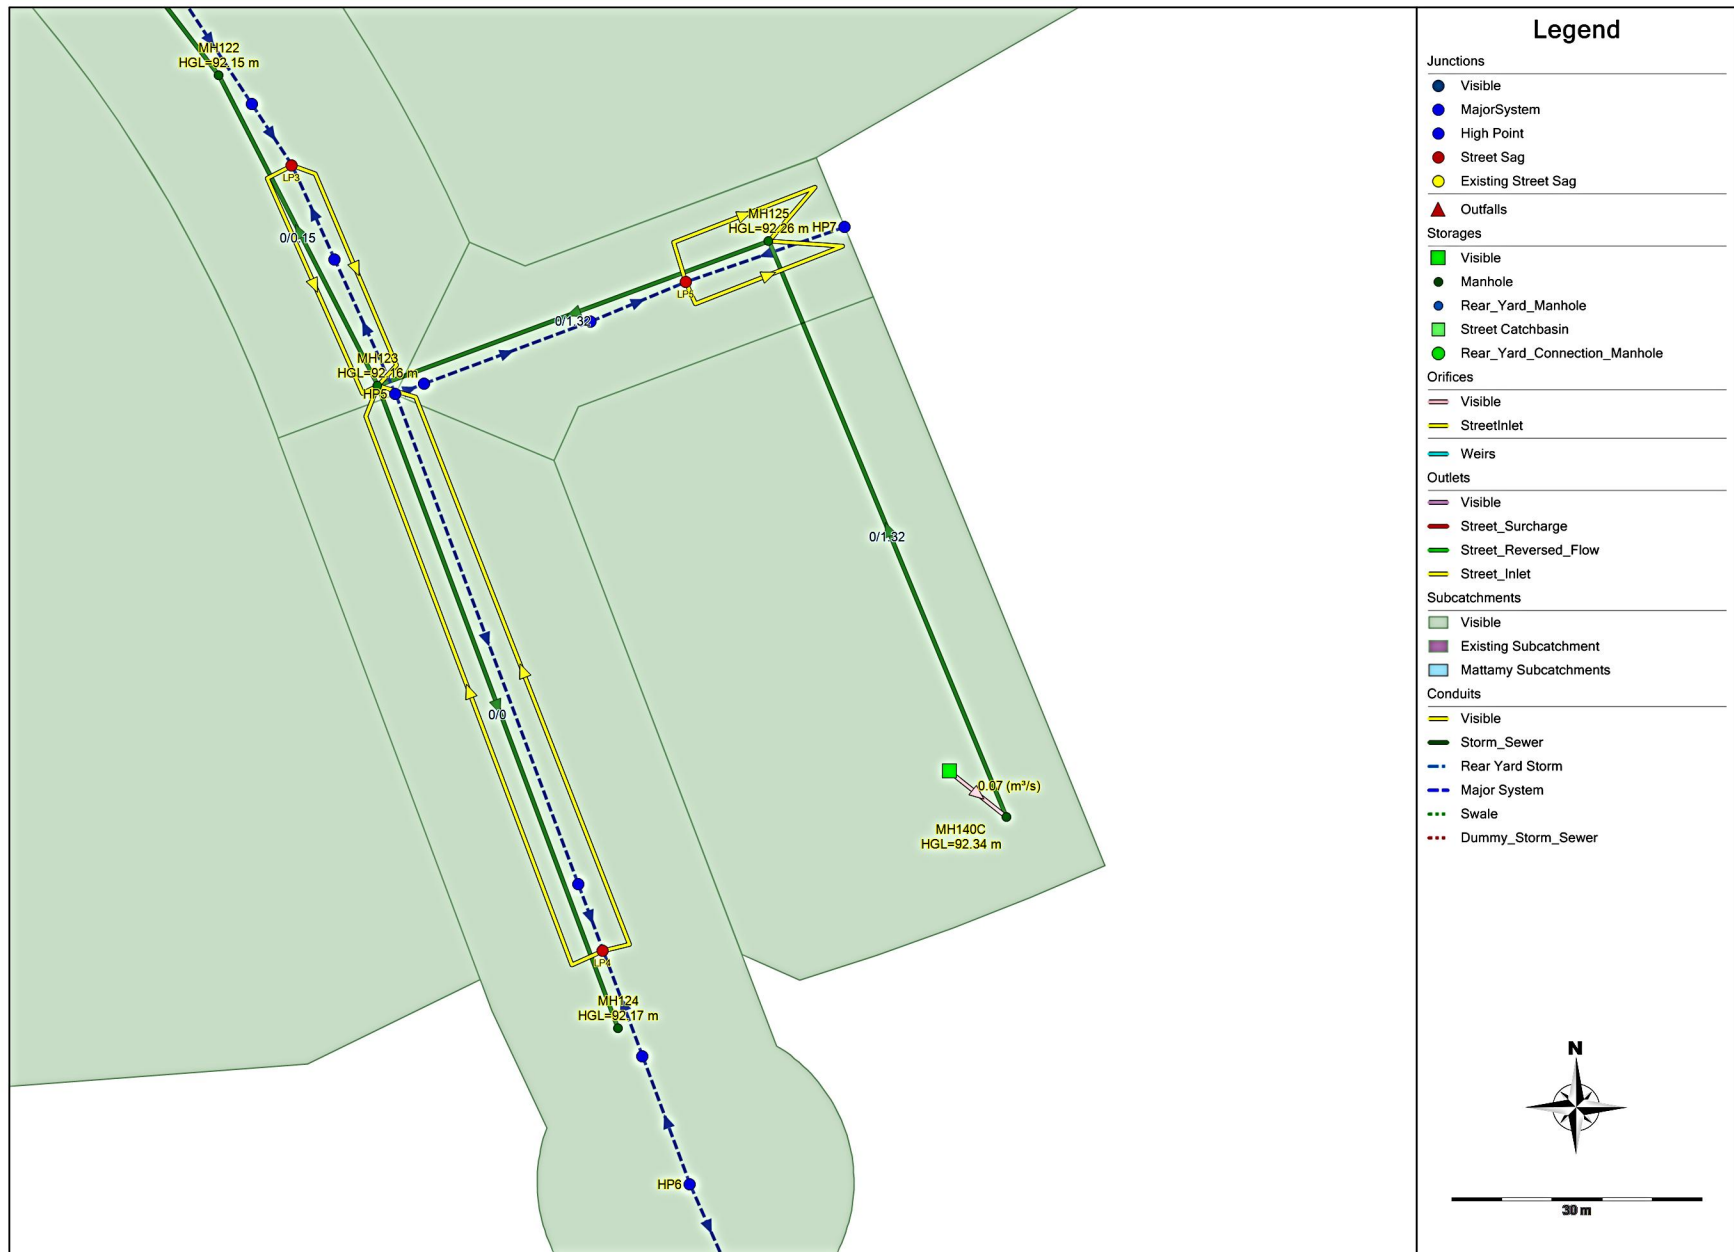 MH122
HGL=92.15 m
LP3
0/0.15
MH125
HGL=92.26 m
HP7
LP5
0/1.32
MH123
HGL=92.16 m
HP5
0/1.32
0/0
0.07 (m³/s)
MH140C
HGL=92.34 m
LP4
MH124
HGL=92.17 m
HP6
Legend
Junctions
Visible
MajorSystem
High Point
Street Sag
Existing Street Sag
Outfalls
Storages
Visible
Manhole
Rear_Yard_Manhole
Street Catchbasin
Rear_Yard_Connection_Manhole
Orifices
Visible
StreetInlet
Weirs
Outlets
Visible
Street_Surcharge
Street_Reversed_Flow
Street_Inlet
Subcatchments
Visible
Existing Subcatchment
Mattamy Subcatchments
Conduits
Visible
Storm_Sewer
Rear Yard Storm
Major System
Swale
Dummy_Storm_Sewer
N
30 m